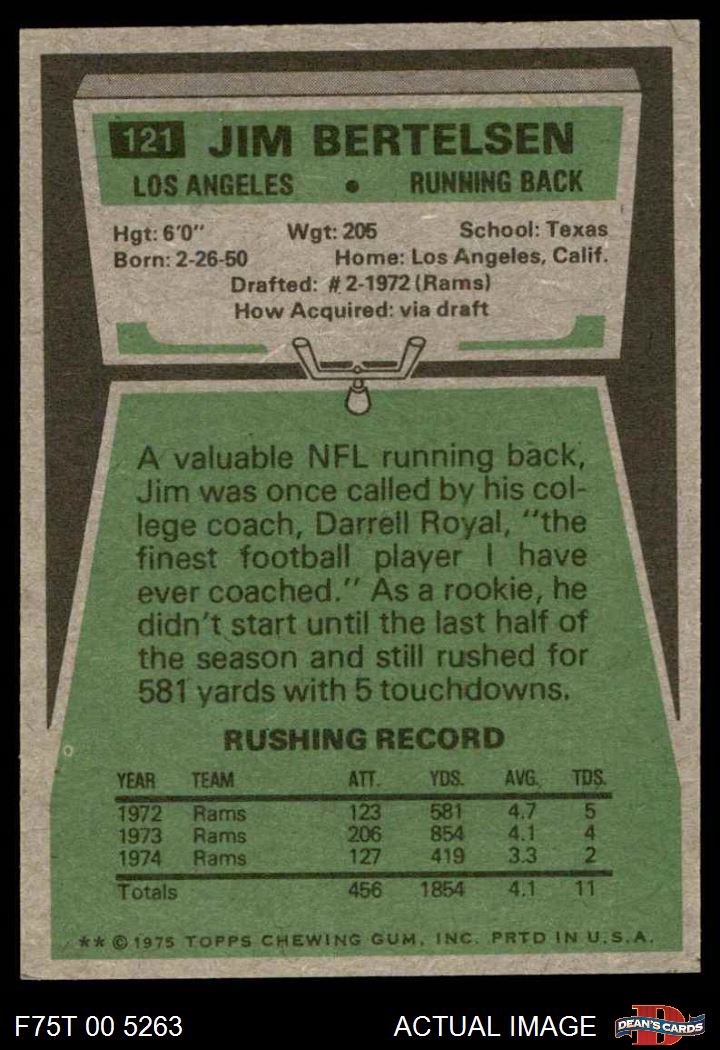 121 JIM BERTELSEN
LOS ANGELES • RUNNING BACK
Hgt: 6'0" Wgt: 205 School: Texas
Born: 2-26-50 Home: Los Angeles, Calif.
Drafted: #2-1972 (Rams)
How Acquired: via draft
A valuable NFL running back,
Jim was once called by his col-
lege coach, Darrell Royal, "the
finest football player I have
ever coached." As a rookie, he
didn't start until the last half of
the season and still rushed for
581 yards with 5 touchdowns.
RUSHING RECORD
YEAR TEAM ATT. YDS. AVG. TDS.
1972 Rams 123 581 4.7 5
1973 Rams 206 854 4.1 4
1974 Rams 127 419 3.3 2
Totals 456 1854 4.1 11
** © 1975 TOPPS CHEWING GUM, INC. PRTD IN U.S.A.
F75T 00 5263 ACTUAL IMAGE D DEAN'S CARDS